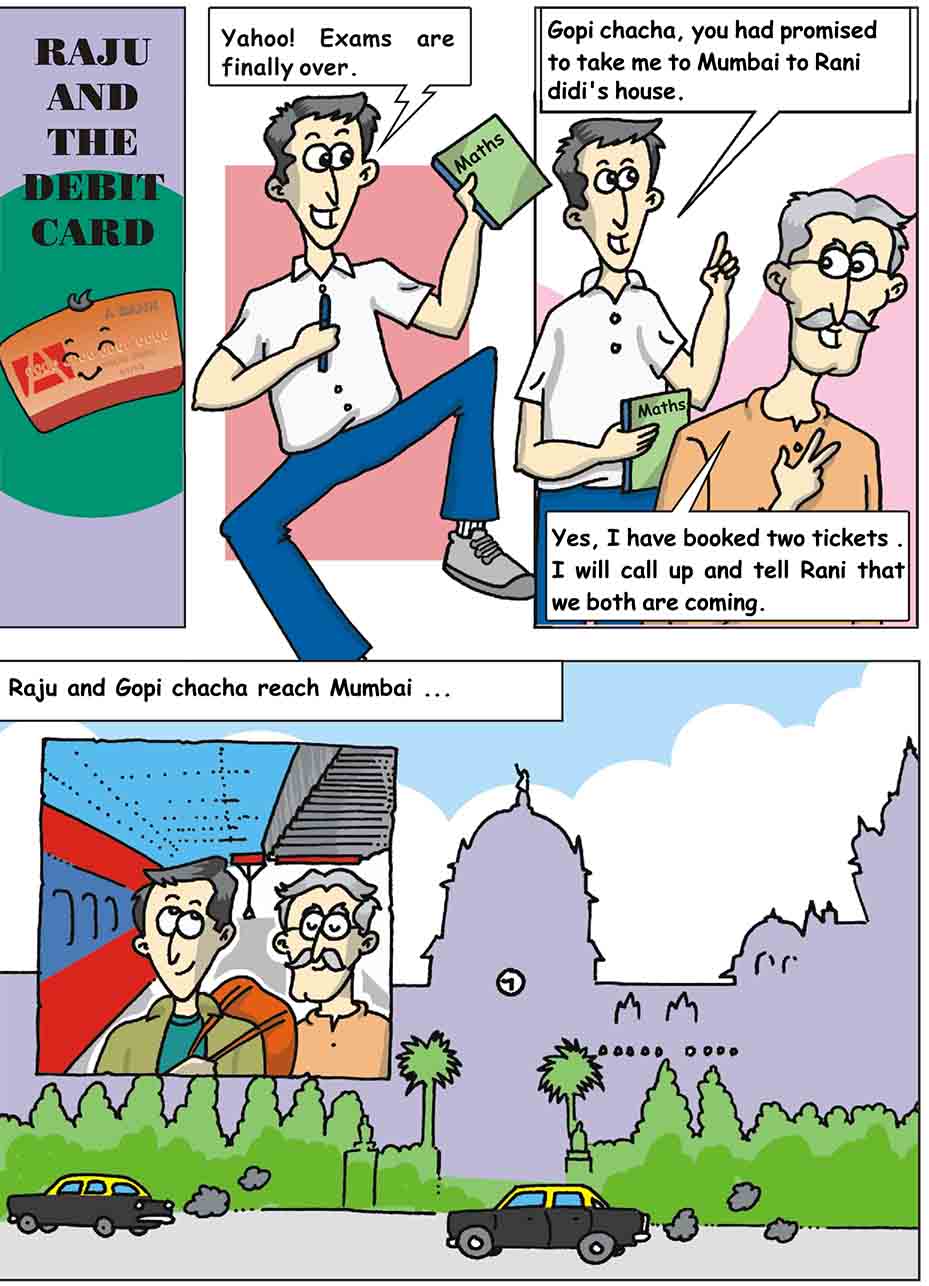 RAJU
AND
THE
DEBIT
CARD
A BANK
Yahoo! Exams are
finally over.
Maths
Gopi chacha, you had promised
to take me to Mumbai to Rani
didi's house.
Maths
Yes, I have booked two tickets .
I will call up and tell Rani that
we both are coming.
Raju and Gopi chacha reach Mumbai ...